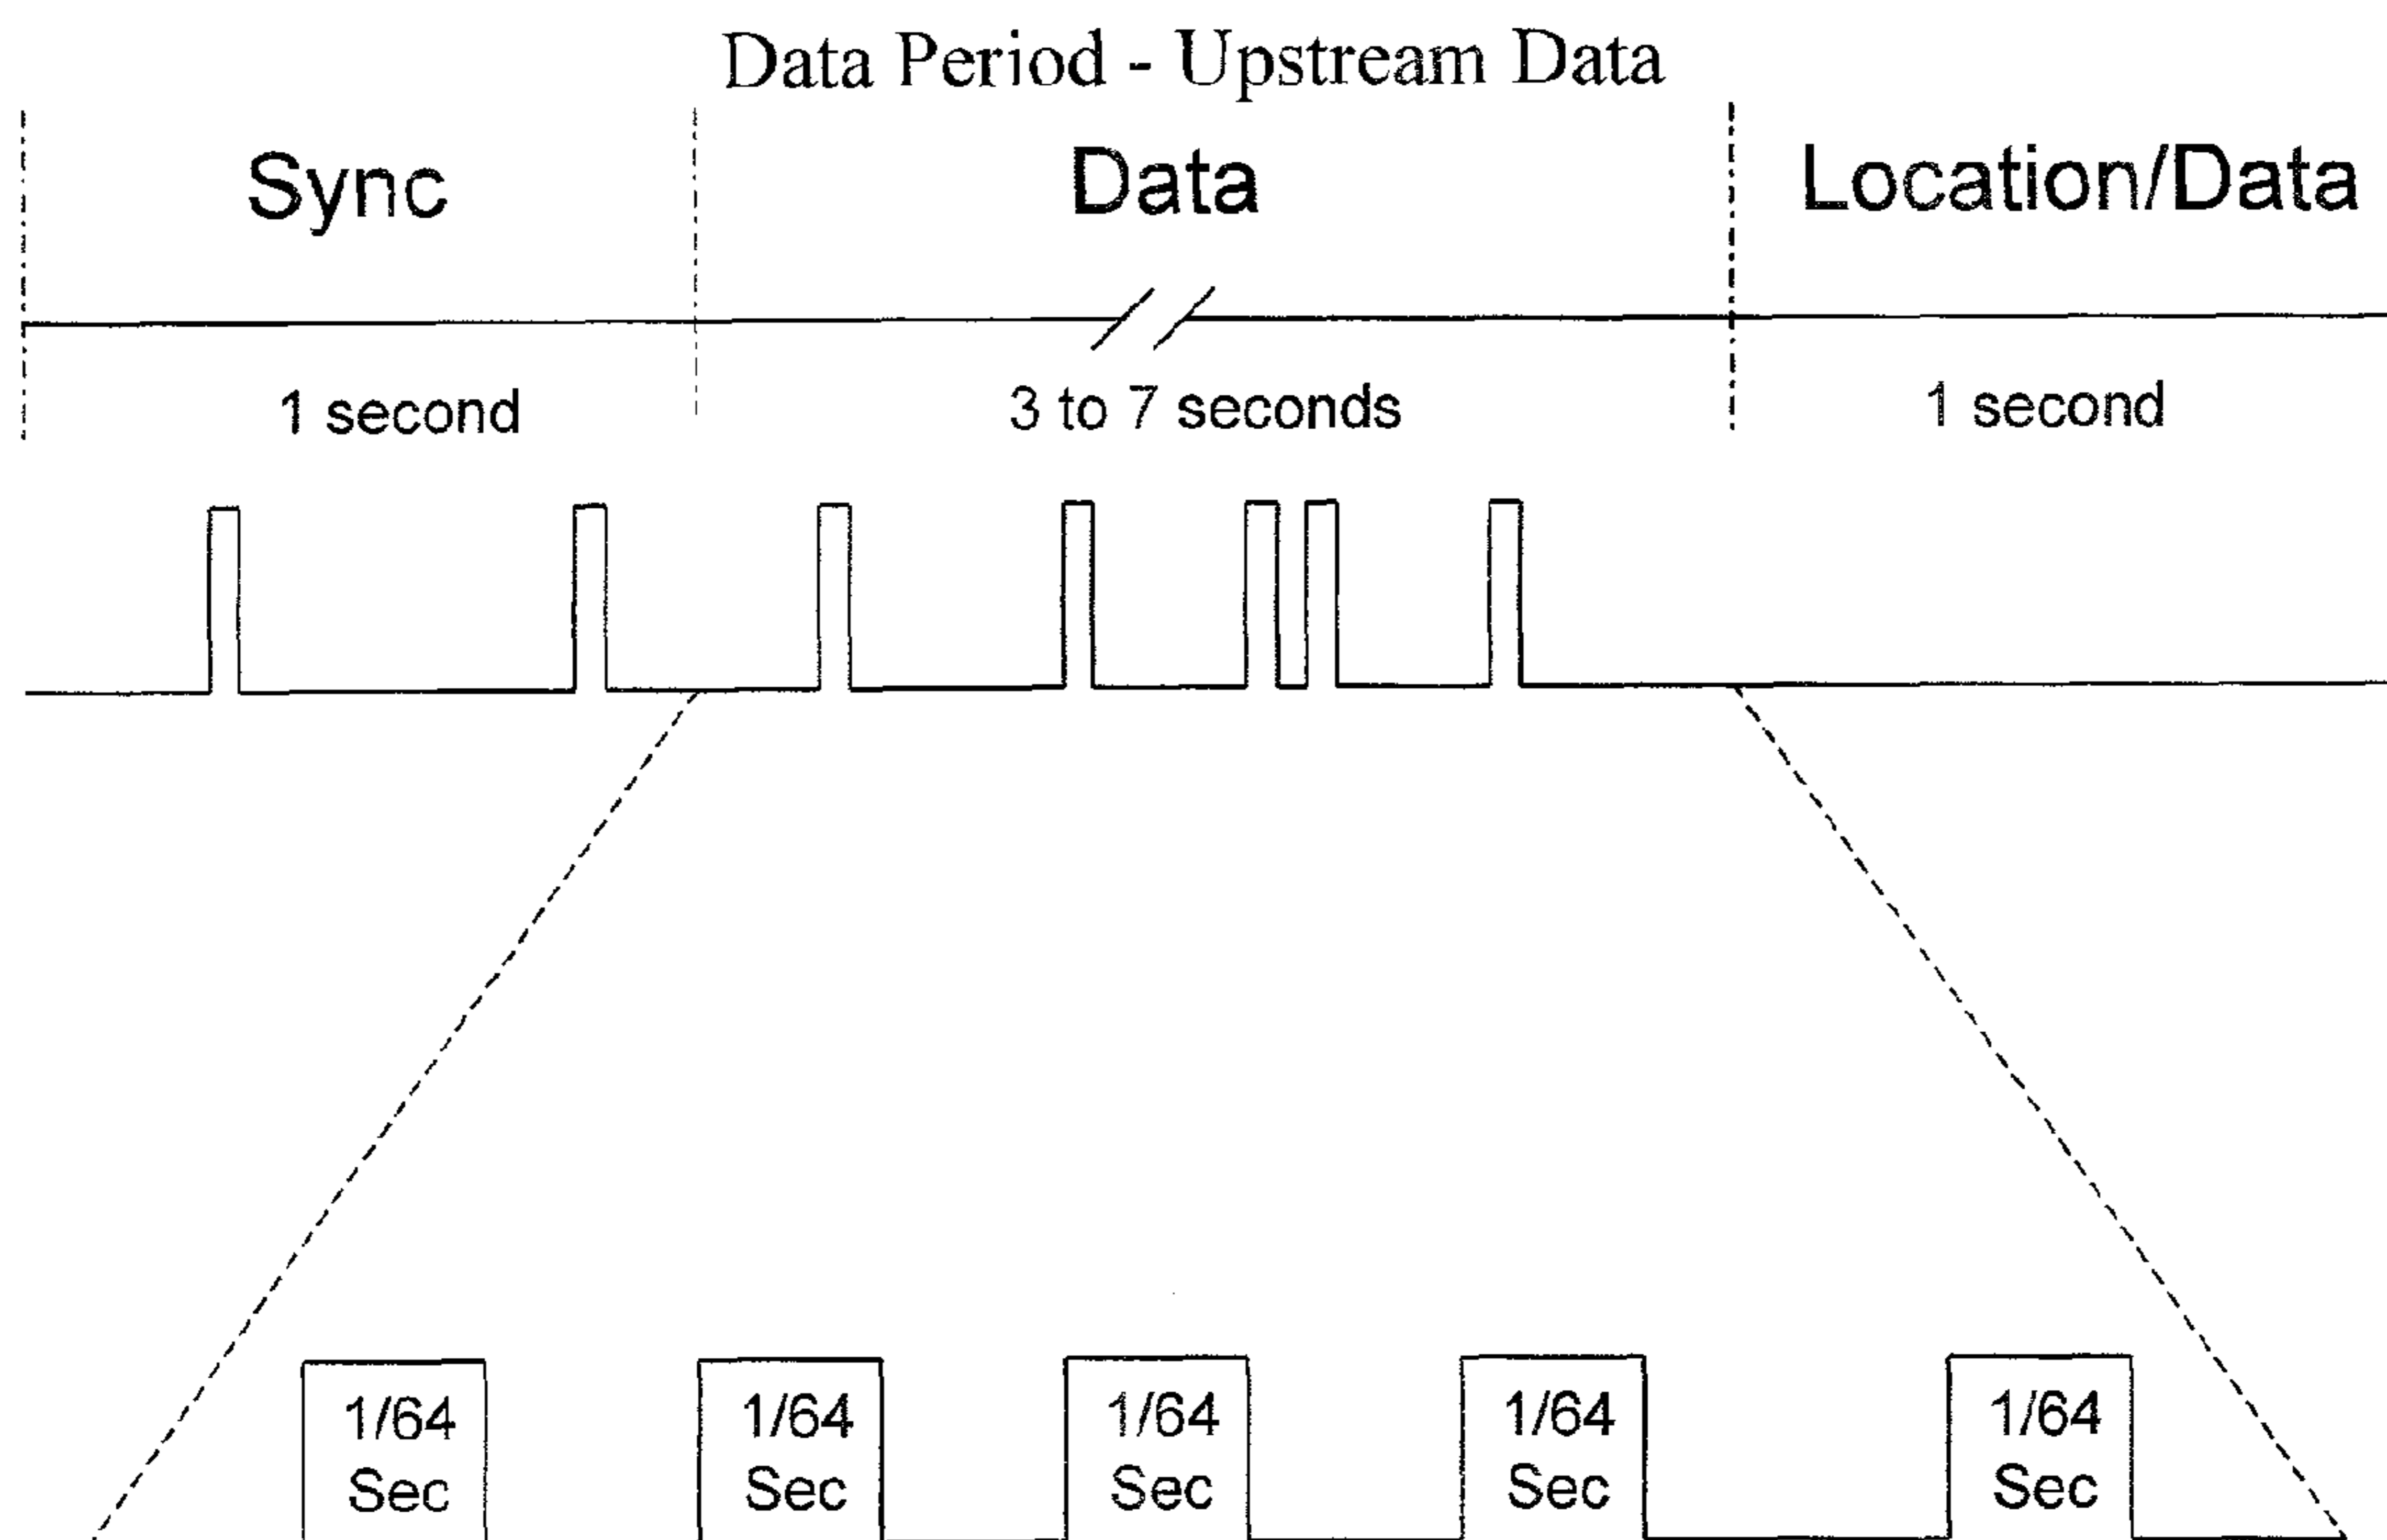 Data Period - Upstream Data
Sync Data Location/Data
1 second 3 to 7 seconds 1 second
1/64 1/64 1/64 1/64 1/64
Sec Sec Sec Sec Sec